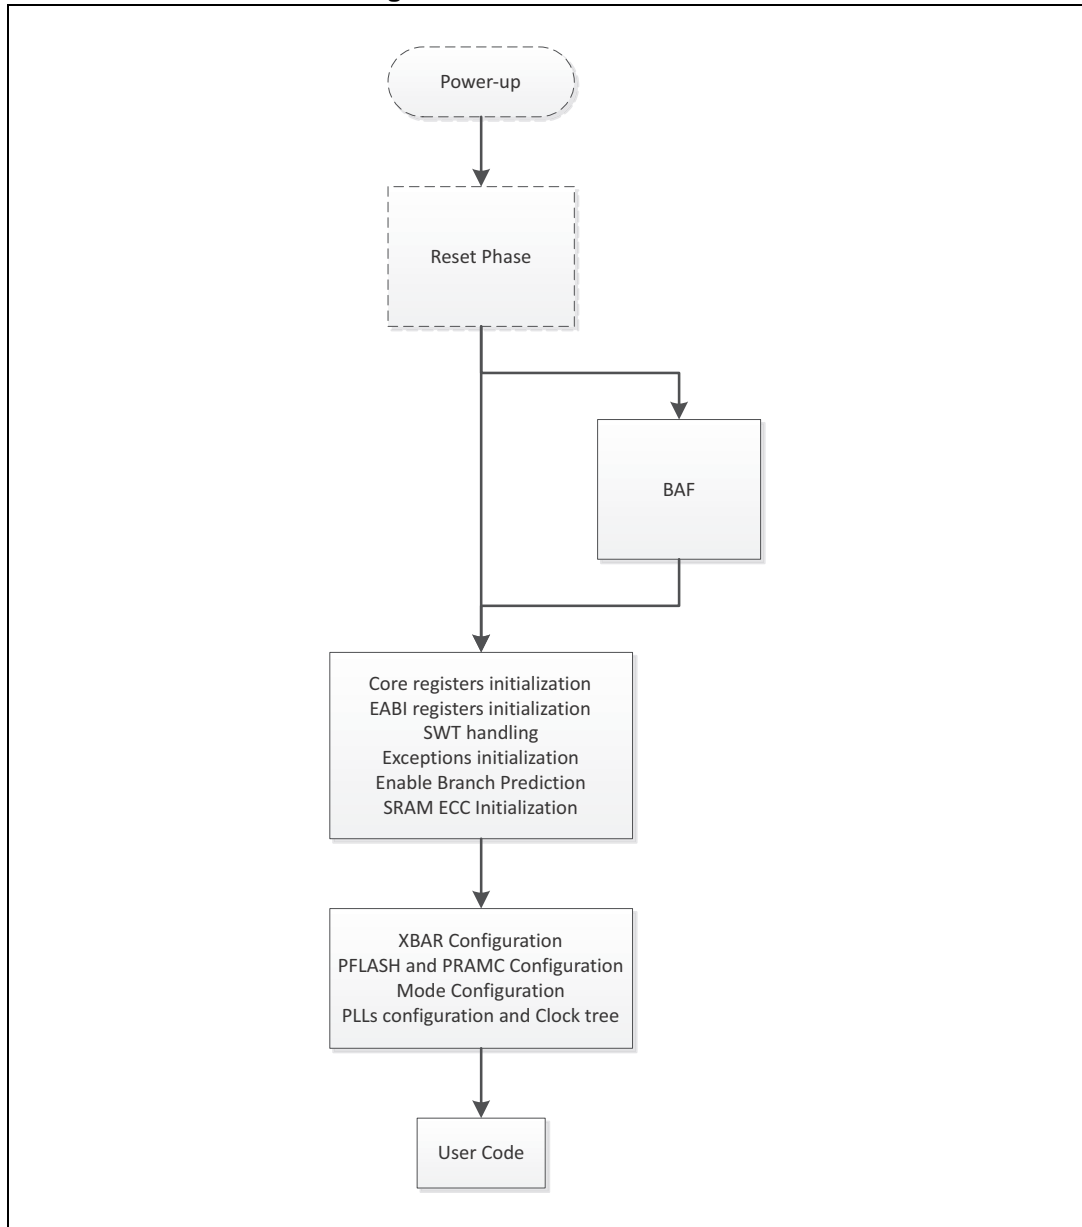 Power-up
Reset Phase
BAF
Core registers initialization
EABI registers initialization
SWT handling
Exceptions initialization
Enable Branch Prediction
SRAM ECC Initialization
XBAR Configuration
PFLASH and PRAMC Configuration
Mode Configuration
PLLs configuration and Clock tree
User Code